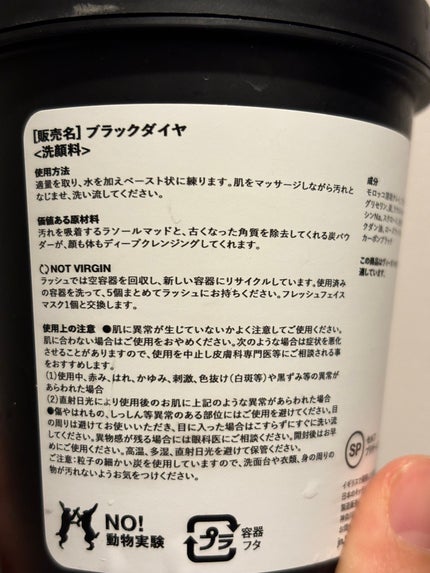 [販売名] ブラックダイヤ
<洗顔料>
使用方法
適量を取り、水を加えペースト状に練ります。肌をマッサージしながら汚れと
なじませ、洗い流してください。
価値ある原材料
汚れを吸着するラソールマッドと、古くなった角質を除去してくれる炭パウ
ダーが、顔も体もディープクレンジングしてくれます。
NOT VIRGIN
ラッシュでは空容器を回収し、新しい容器にリサイクルしています。使用済み
の容器を洗って、5個まとめてラッシュにお持ちください。フレッシュフェイス
マスク1個と交換します。
使用上の注意 ●肌に異常が生じていないかよく注意してご使用ください。
肌に合わない場合はご使用をおやめください。次のような場合は症状を悪化
させることがありますので、使用を中止し皮膚科専門医等にご相談される事
をおすすめします。
(1)使用中、赤み、はれ、かゆみ、刺激、色抜け(白斑等)や黒ずみ等の異常が
あらわれた場合
(2)直射日光により使用後のお肌に上記のような異常があらわれた場合
●傷やはれもの、しっしん等異常のある部位にはご使用を避けてください。目
の周りは避けてお使いいただき、目に入った場合はこすらずにすぐに洗い流
してください。異物感が残る場合には眼科医にご相談ください。開封後はお早
めにご使用ください。高温、多湿、直射日光を避けて保管ください。
ご注意:粒子の細かい炭を使用していますので、洗面台や衣類、身の周りの
物が汚れないようお気をつけください。
NO!
動物実験
プラ
容器
フタ
成分
モロッコ
グリセリン、
シンNa、
クダン油、
カーボンブラック
この商品は
適しています。
SP